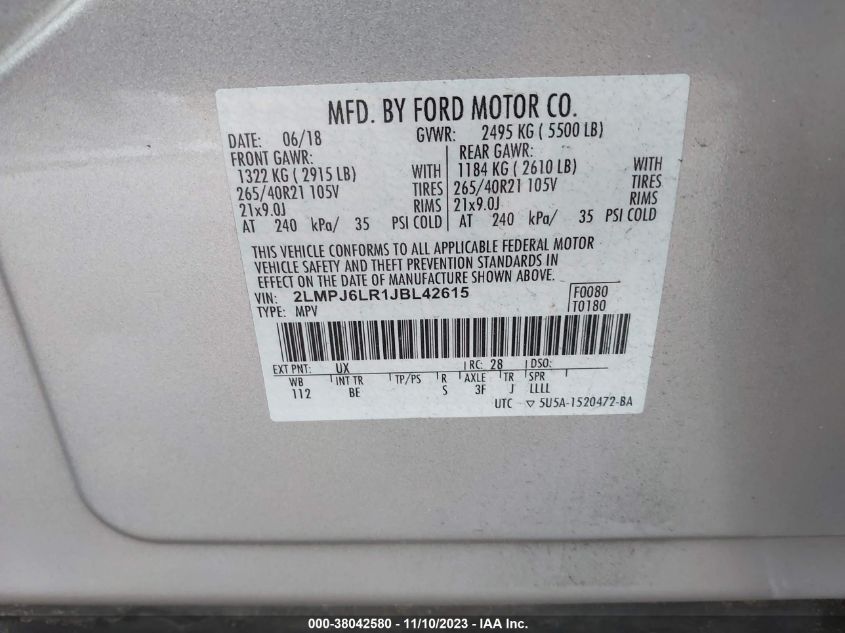 MFD. BY FORD MOTOR CO.
DATE: 06/18 GVWR: 2495 KG ( 5500 LB)
FRONT GAWR: REAR GAWR:
1322 KG ( 2915 LB) WITH 1184 KG ( 2610 LB) WITH
265/40R21 105V TIRES 265/40R21 105V TIRES
21x9.0J RIMS 21x9.0J RIMS
AT 240 kPa/ 35 PSI COLD AT 240 kPa/ 35 PSI COLD
THIS VEHICLE CONFORMS TO ALL APPLICABLE FEDERAL MOTOR
VEHICLE SAFETY AND THEFT PREVENTION STANDARDS IN
EFFECT ON THE DATE OF MANUFACTURE SHOWN ABOVE.
VIN: 2LMPJ6LR1JBL42615 F0080
TYPE: MPV T0180
EXT PNT: UX RC: 28 DSO:
WB INT TR TP/PS R AXLE TR SPR
112 BE S 3F J LLLL
UTC ▽ 5U5A-1520472-BA
000-38042580 - 11/10/2023 - IAA Inc.